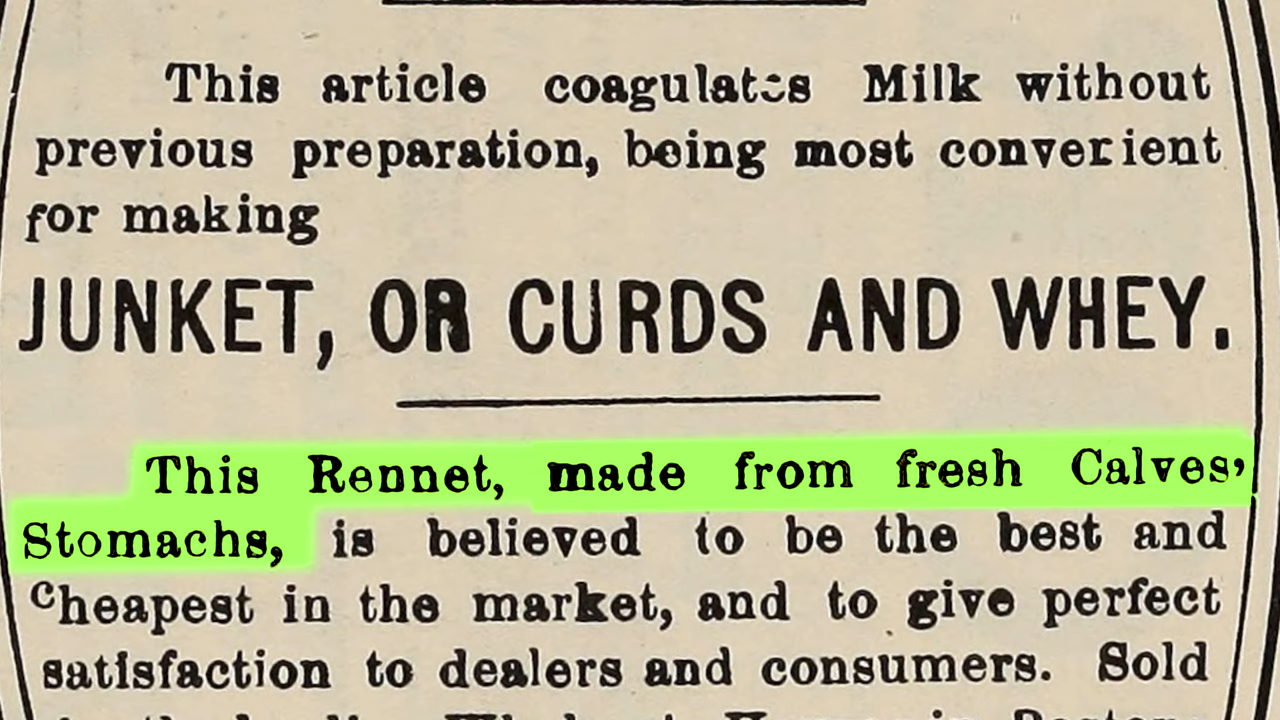 This article coagulates Milk without
previous preparation, being most converient
for making
JUNKET, OR CURDS AND WHEY.
This Rennet, made from fresh Calves'
Stomachs, is believed to be the best and
Cheapest in the market, and to give perfect
satisfaction to dealers and consumers. Sold